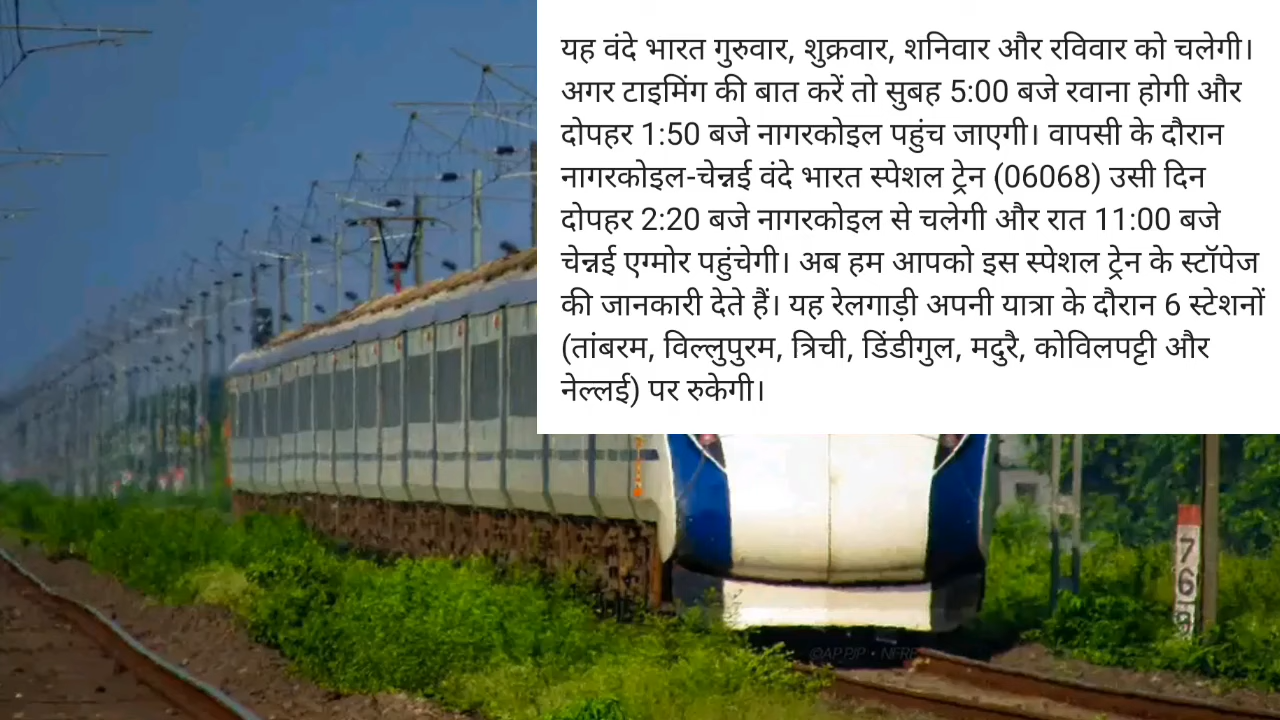 यह वंदे भारत गुरुवार, शुक्रवार, शनिवार और रविवार को चलेगी।
अगर टाइमिंग की बात करें तो सुबह 5:00 बजे रवाना होगी और
दोपहर 1:50 बजे नागरकोइल पहुंच जाएगी। वापसी के दौरान
नागरकोइल-चेन्नई वंदे भारत स्पेशल ट्रेन (06068) उसी दिन
दोपहर 2:20 बजे नागरकोइल से चलेगी और रात 11:00 बजे
चेन्नई एग्मोर पहुंचेगी। अब हम आपको इस स्पेशल ट्रेन के स्टॉपेज
की जानकारी देते हैं। यह रेलगाड़ी अपनी यात्रा के दौरान 6 स्टेशनों
(तांबरम, विल्लुपुरम, त्रिची, डिंडीगुल, मदुरै, कोविलपट्टी और
नेल्लई) पर रुकेगी।
76